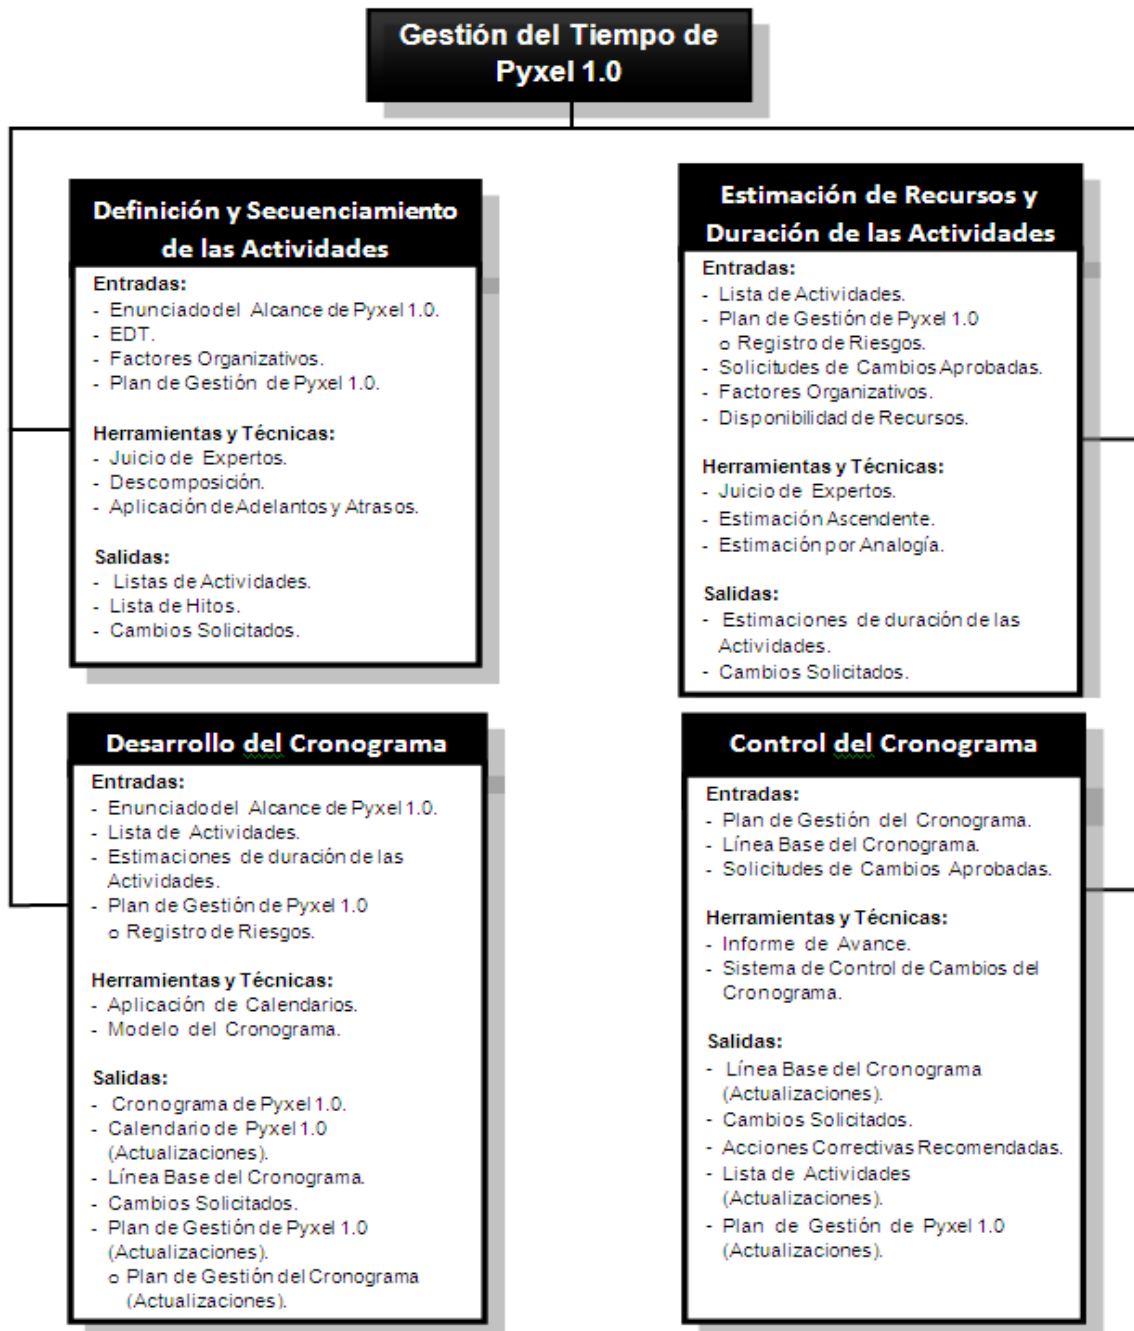 Gestión del Tiempo de
Pyxel 1.0
Definición y Secuenciamiento
de las Actividades
Entradas:
- Enunciado del Alcance de Pyxel 1.0.
- EDT.
- Factores Organizativos.
- Plan de Gestión de Pyxel 1.0.
Herramientas y Técnicas:
- Juicio de Expertos.
- Descomposición.
- Aplicación de Adelantos y Atrasos.
Salidas:
- Listas de Actividades.
- Lista de Hitos.
- Cambios Solicitados.
Estimación de Recursos y
Duración de las Actividades
Entradas:
- Lista de Actividades.
- Plan de Gestión de Pyxel 1.0
o Registro de Riesgos.
- Solicitudes de Cambios Aprobadas.
- Factores Organizativos.
- Disponibilidad de Recursos.
Herramientas y Técnicas:
- Juicio de Expertos.
- Estimación Ascendente.
- Estimación por Analogía.
Salidas:
- Estimaciones de duración de las
Actividades.
- Cambios Solicitados.
Desarrollo del Cronograma
Entradas:
- Enunciado del Alcance de Pyxel 1.0.
- Lista de Actividades.
- Estimaciones de duración de las
Actividades.
- Plan de Gestión de Pyxel 1.0
o Registro de Riesgos.
Herramientas y Técnicas:
- Aplicación de Calendarios.
- Modelo del Cronograma.
Salidas:
- Cronograma de Pyxel 1.0.
- Calendario de Pyxel 1.0
(Actualizaciones).
- Línea Base del Cronograma.
- Cambios Solicitados.
- Plan de Gestión de Pyxel 1.0
(Actualizaciones).
o Plan de Gestión del Cronograma
(Actualizaciones).
Control del Cronograma
Entradas:
- Plan de Gestión del Cronograma.
- Línea Base del Cronograma.
- Solicitudes de Cambios Aprobadas.
Herramientas y Técnicas:
- Informe de Avance.
- Sistema de Control de Cambios del
Cronograma.
Salidas:
- Línea Base del Cronograma
(Actualizaciones).
- Cambios Solicitados.
- Acciones Correctivas Recomendadas.
- Lista de Actividades
(Actualizaciones).
- Plan de Gestión de Pyxel 1.0
(Actualizaciones).